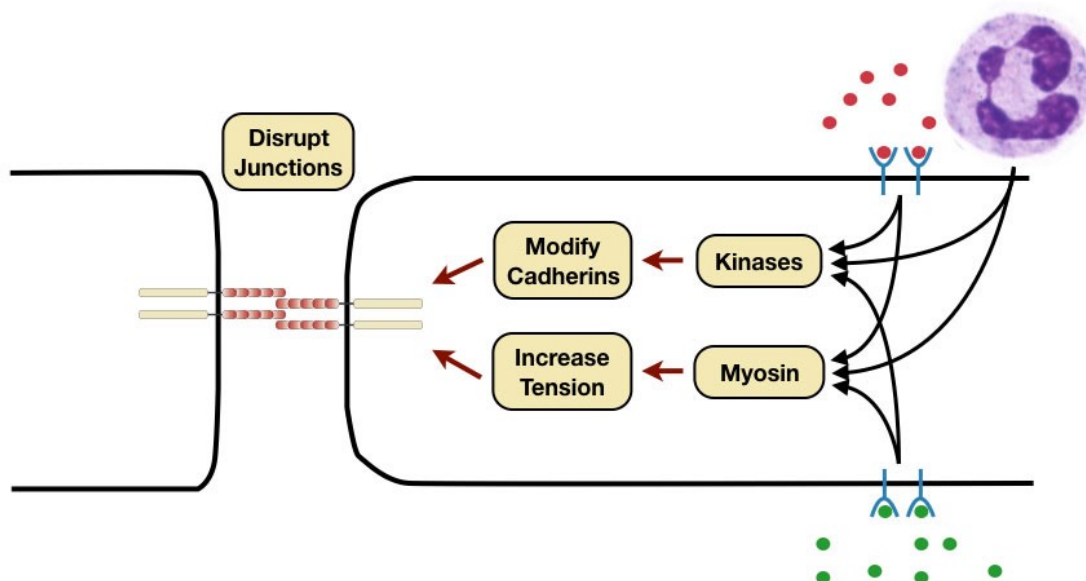 Disrupt
Junctions
Modify
Cadherins
Kinases
Increase
Tension
Myosin